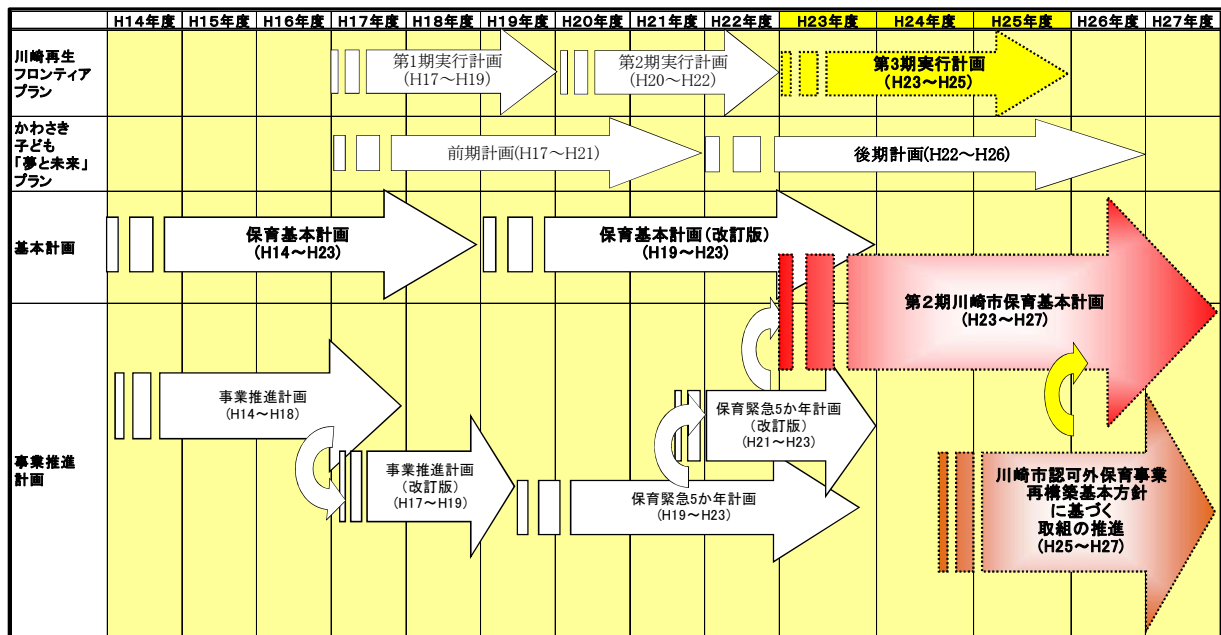 H14年度 H15年度 H16年度 H17年度 H18年度 H19年度 H20年度 H21年度 H22年度 H23年度 H24年度 H25年度 H26年度 H27年度
川崎再生
フロンティア
プラン
第1期実行計画
(H17～H19)
第2期実行計画
(H20～H22)
第3期実行計画
(H23～H25)
かわさき
子ども
「夢と未来」
プラン
前期計画(H17～H21)
後期計画(H22～H26)
基本計画
保育基本計画
(H14～H23)
保育基本計画(改訂版)
(H19～H23)
第2期川崎市保育基本計画
(H23～H27)
事業推進
計画
事業推進計画
(H14～H18)
事業推進計画
(改訂版)
(H17～H19)
保育緊急5か年計画
(H19～H23)
保育緊急5か年計画
(改訂版)
(H21～H23)
川崎市認可外保育事業
再構築基本方針
に基づく
取組の推進
(H25～H27)